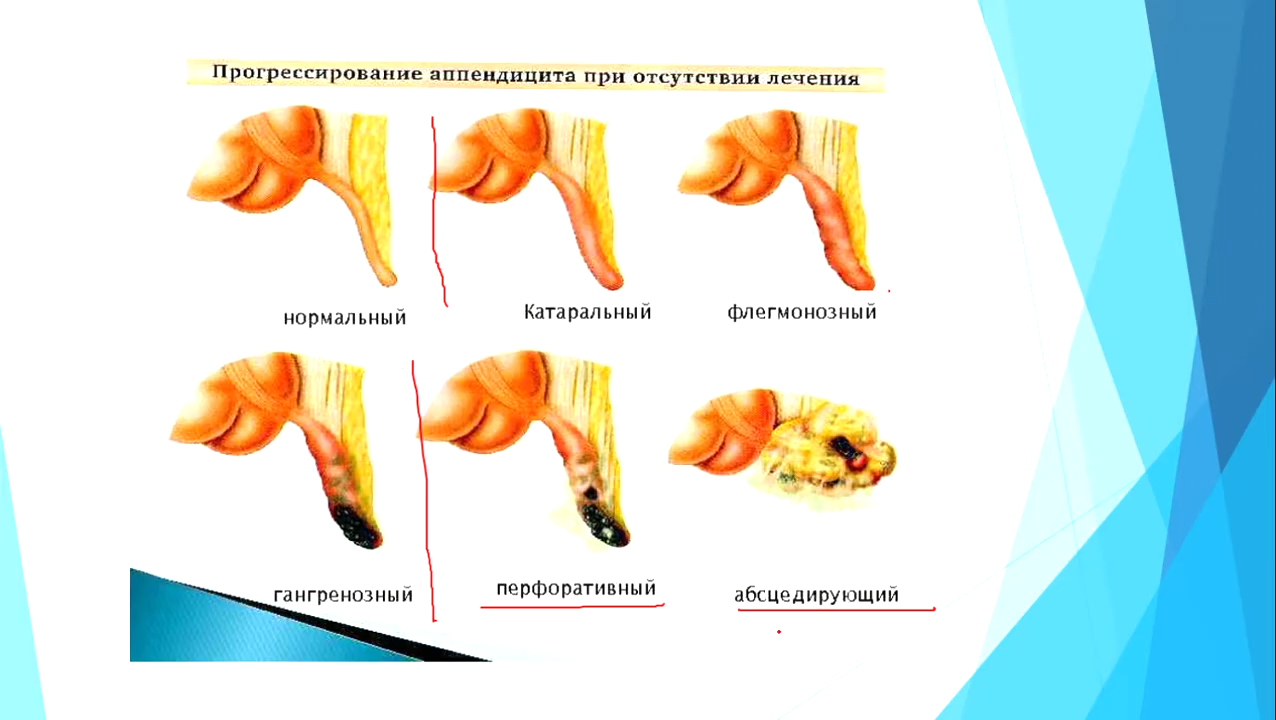 Прогрессирование аппендицита при отсутствии лечения
нормальный
Катаральный
флегмонозный
гангренозный
перфоративный
абсцедирующий